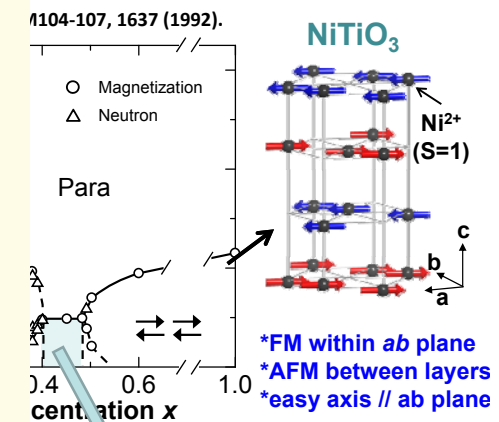 M104-107, 1637 (1992).
NiTiO3
Magnetization
Neutron
Ni2+
(S=1)
Para
c
b
a
*FM within ab plane
*AFM between layers
*easy axis // ab plane
0.4 0.6 1.0
centration x